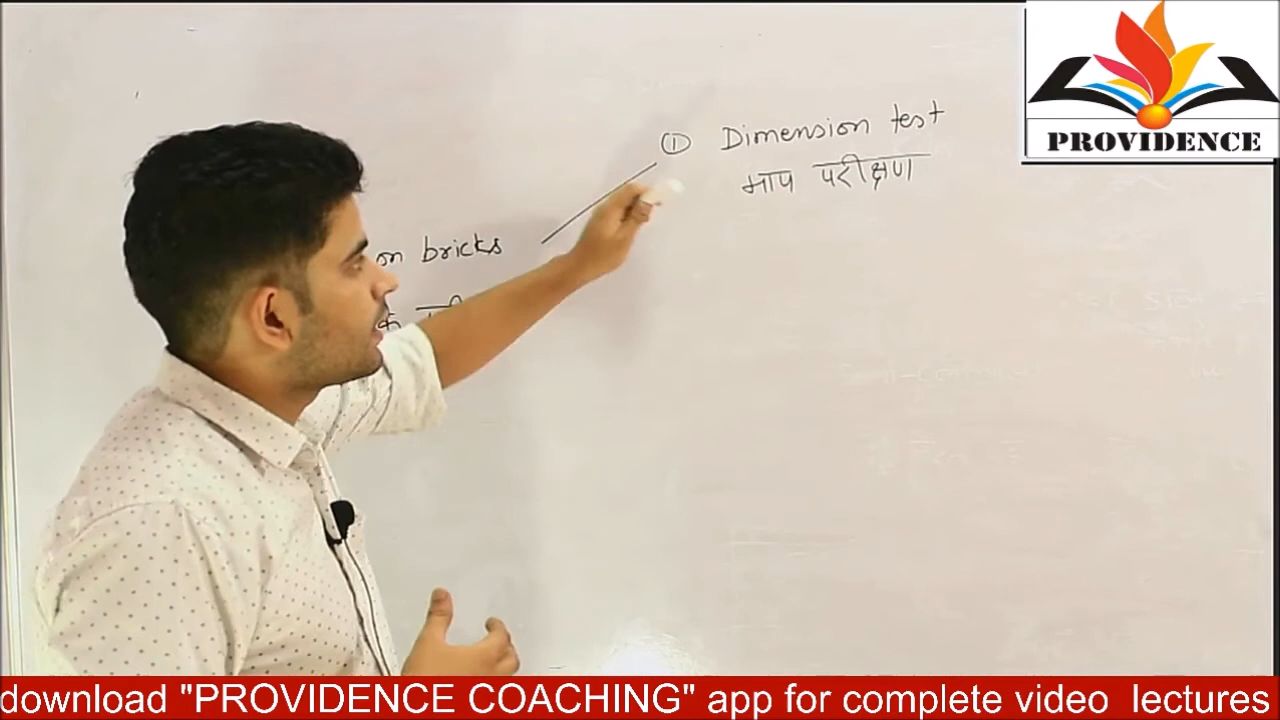 PROVIDENCE
① Dimension test
माप परीक्षण
on bricks
download "PROVIDENCE COACHING" app for complete video lectures